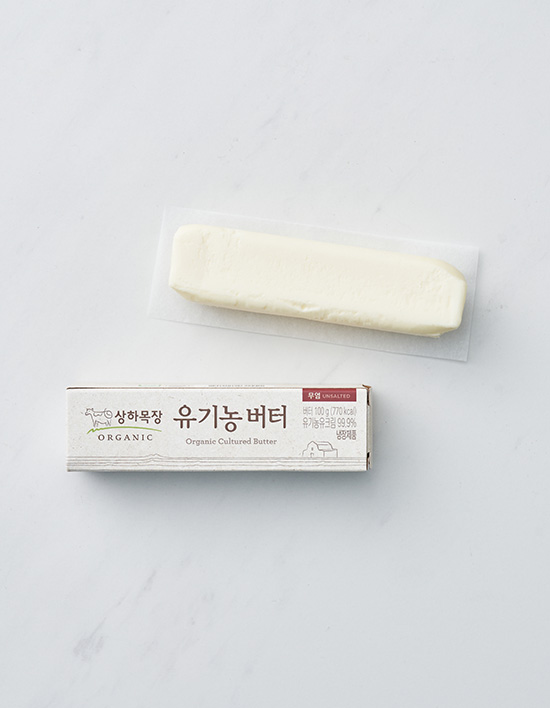 상하목장
ORGANIC
유기농버터
Organic Cultured Butter
무염 UNSALTED
버터 100 g (770 kcal)
유기농유크림 99.9%
냉장제품